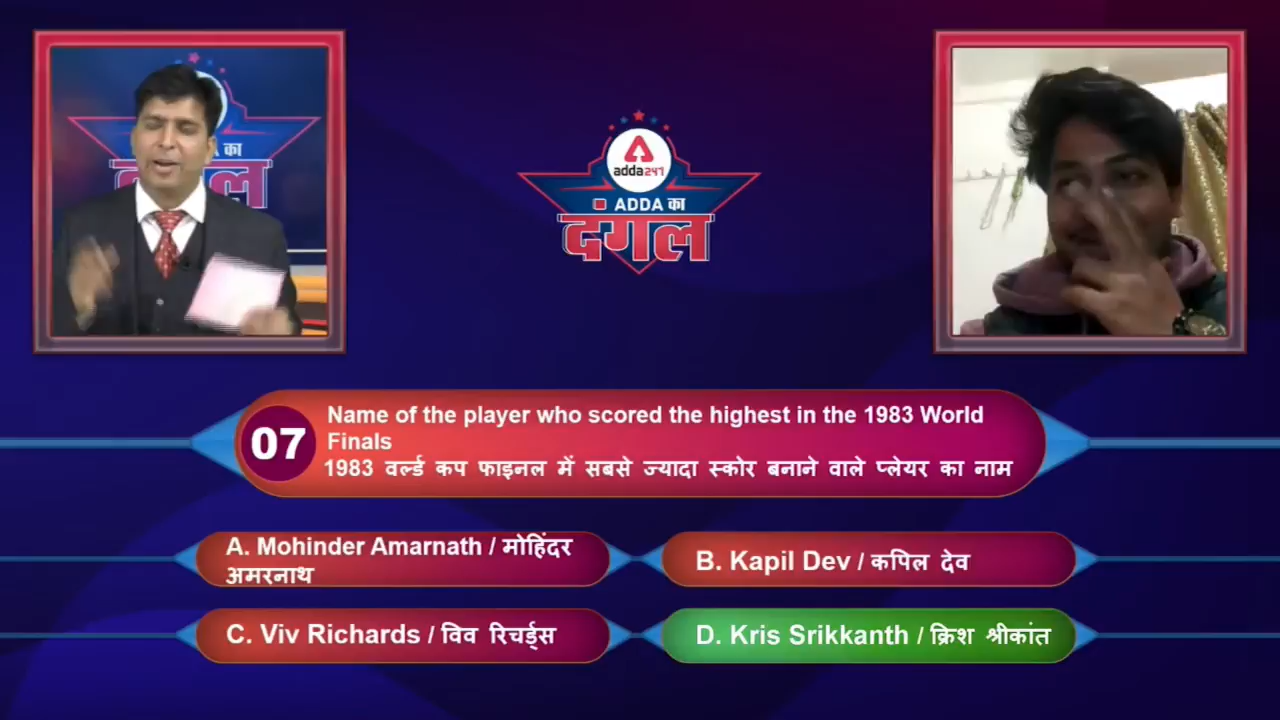 का
दंगल
adda247
ADDA का
दंगल
07
Name of the player who scored the highest in the 1983 World
Finals
1983 वर्ल्ड कप फाइनल में सबसे ज्यादा स्कोर बनाने वाले प्लेयर का नाम
A. Mohinder Amarnath / मोहिंदर
अमरनाथ
B. Kapil Dev / कपिल देव
C. Viv Richards / विव रिचर्ड्स
D. Kris Srikkanth / क्रिश श्रीकांत